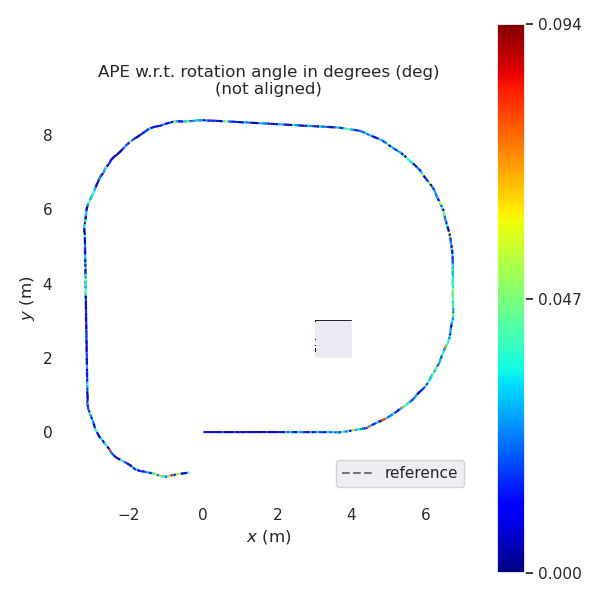 APE w.r.t. rotation angle in degrees (deg)
(not aligned)
0.094
0.047
0.000
8
6
4
2
0
y (m)
−2
0
2
4
6
x (m)
reference